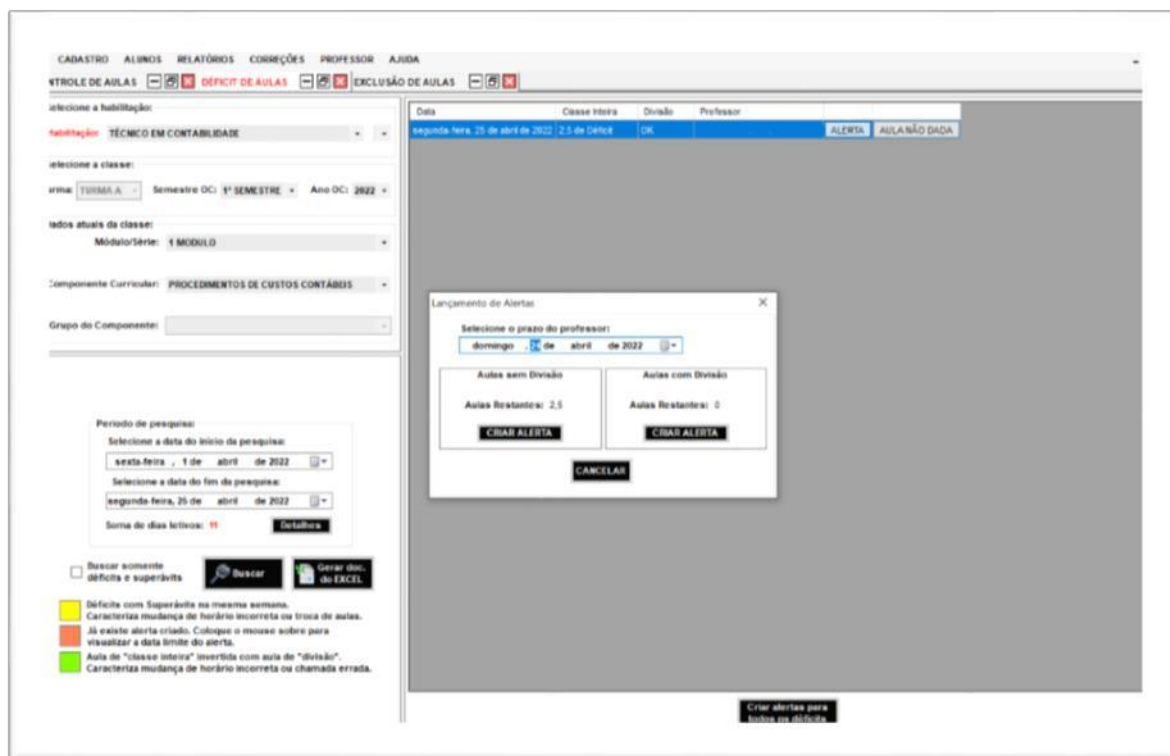 CADASTRO ALUNOS RELATÓRIOS CORREÇÕES PROFESSOR AJUDA
NTROLE DE AULAS DÉFICIT DE AULAS EXCLUSÃO DE AULAS
elecione a habilitação:
Habilitação: TÉCNICO EM CONTABILIDADE
elecione a classe:
urma: TURMA A Semestre OC: 1º SEMESTRE Ano OC: 2022
ados atuais da classe:
Módulo/Série: 1 MODULO
Componente Curricular: PROCEDIMENTOS DE CUSTOS CONTÁBEIS
Grupo do Componente:
Período de pesquisa:
Selecione a data do início da pesquisa:
sexta-feira , 1 de abril de 2022
Selecione a data do fim da pesquisa:
segunda-feira, 25 de abril de 2022
Soma de dias letivos: 11 Detalhes
Buscar somente
déficits e superávits
Buscar
Gerar doc.
do EXCEL
Déficits com Superávits na mesma semana.
Caracteriza mudança de horário incorreta ou troca de aulas.
Já existe alerta criado. Coloque o mouse sobre para
visualizar a data limite do alerta.
Aula de "classe inteira" invertida com aula de "divisão".
Caracteriza mudança de horário incorreta ou chamada errada.
Data Classe Inteira Divisão Professor
segunda-feira, 25 de abril de 2022 2,5 de Déficit OK ALERTA AULA NÃO DADA
Lançamento de Alertas
Selecione o prazo do professor:
domingo , 24 de abril de 2022
Aulas sem Divisão
Aulas Restantes: 2,5
CRIAR ALERTA
Aulas com Divisão
Aulas Restantes: 0
CRIAR ALERTA
CANCELAR
Criar alertas para
todos os déficits